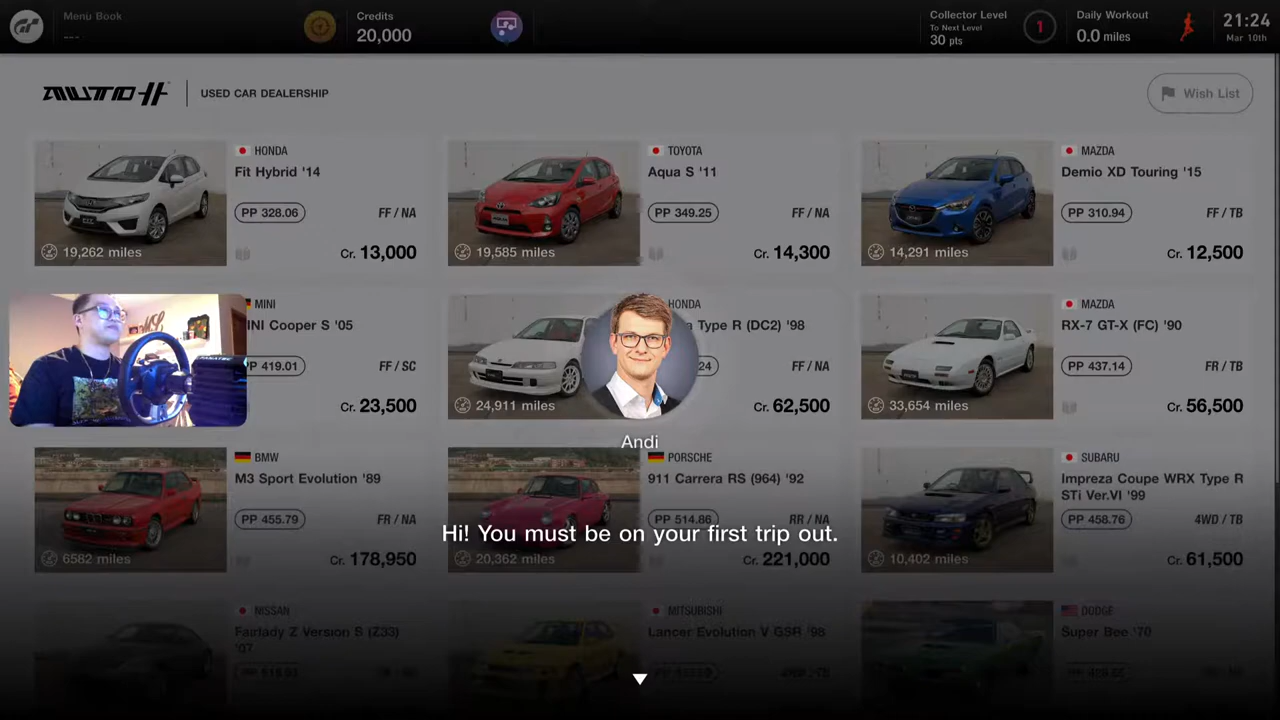 Menu Book
---
Credits
20,000
Collector Level
To Next Level
30 pts
1
Daily Workout
0.0 miles
21:24
Mar 10th
AUTO
USED CAR DEALERSHIP
Wish List
HONDA
Fit Hybrid '14
PP 328.06
FF / NA
19,262 miles
Cr. 13,000
TOYOTA
Aqua S '11
PP 349.25
FF / NA
19,585 miles
Cr. 14,300
MAZDA
Demio XD Touring '15
PP 310.94
FF / TB
14,291 miles
Cr. 12,500
MINI
INI Cooper S '05
PP 419.01
FF / SC
Cr. 23,500
HONDA
Type R (DC2) '98
24
FF / NA
24,911 miles
Cr. 62,500
MAZDA
RX-7 GT-X (FC) '90
PP 437.14
FR / TB
33,654 miles
Cr. 56,500
Andi
BMW
M3 Sport Evolution '89
PP 455.79
FR / NA
6582 miles
Cr. 178,950
PORSCHE
911 Carrera RS (964) '92
PP 514.86
RR / NA
20,362 miles
Cr. 221,000
SUBARU
Impreza Coupe WRX Type R
STi Ver.VI '99
PP 458.76
4WD / TB
10,402 miles
Cr. 61,500
Hi! You must be on your first trip out.
NISSAN
Fairlady Z Version S (Z33)
'07
MITSUBISHI
Lancer Evolution V GSR '98
DODGE
Super Bee '70